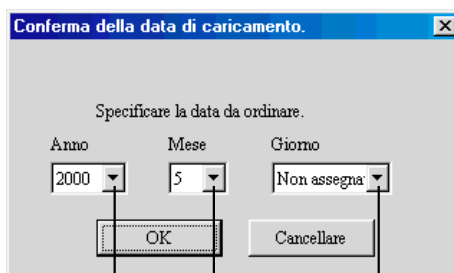 Conferma della data di caricamento.
Specificare la data da ordinare.
Anno Mese Giorno
2000 5 Non assegna
OK Cancellare